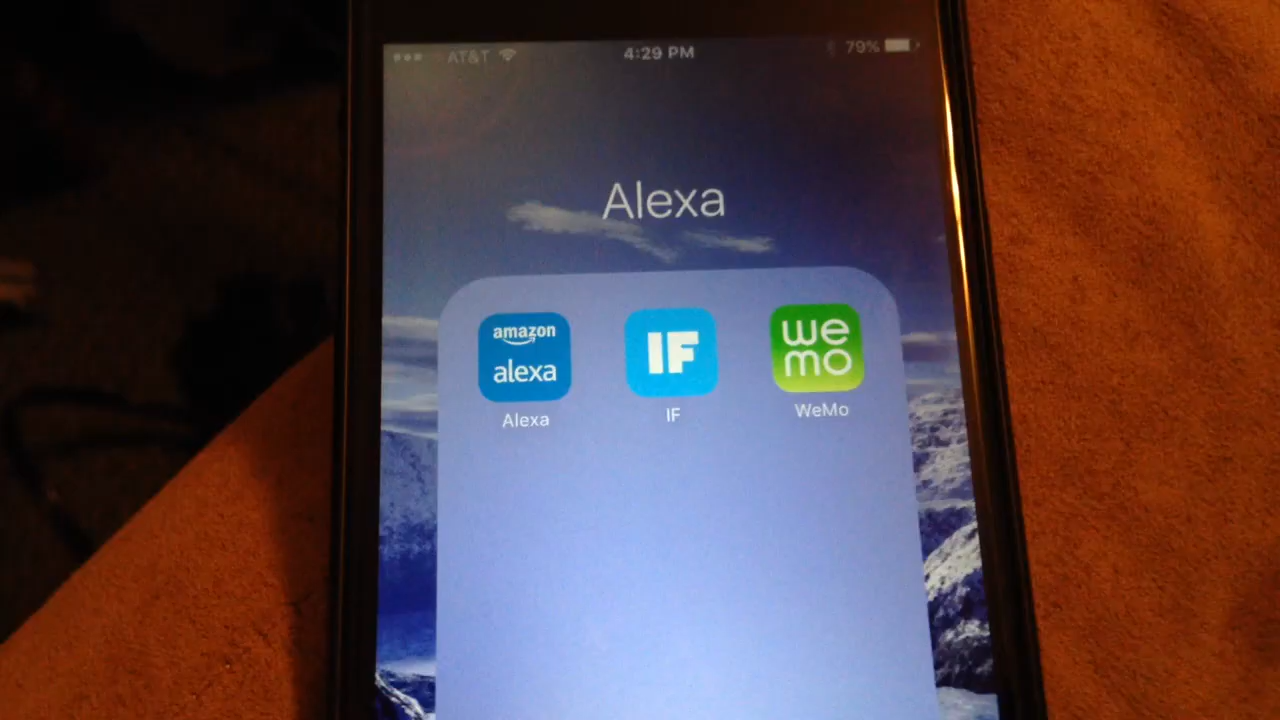 AT&T 4:29 PM 79%
Alexa
amazon
alexa
IF
we
mo
Alexa IF WeMo